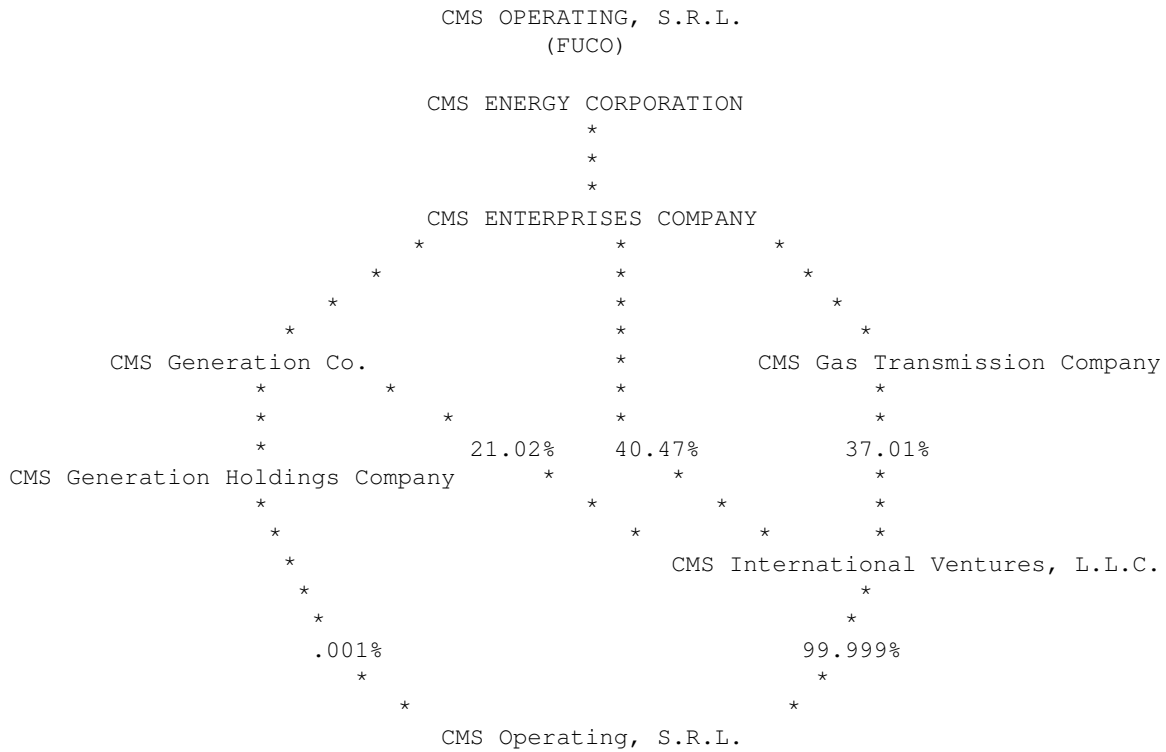 CMS OPERATING, S.R.L.
(FUCO)
CMS ENERGY CORPORATION
*
*
*
CMS ENTERPRISES COMPANY
* * *
* * *
* * *
* * *
CMS Generation Co. * CMS Gas Transmission Company
* * * *
* * * *
* 21.02% 40.47% 37.01%
CMS Generation Holdings Company * * *
* * * *
* * * *
* CMS International Ventures, L.L.C.
* *
* *
.001% 99.999%
* *
* *
CMS Operating, S.R.L.